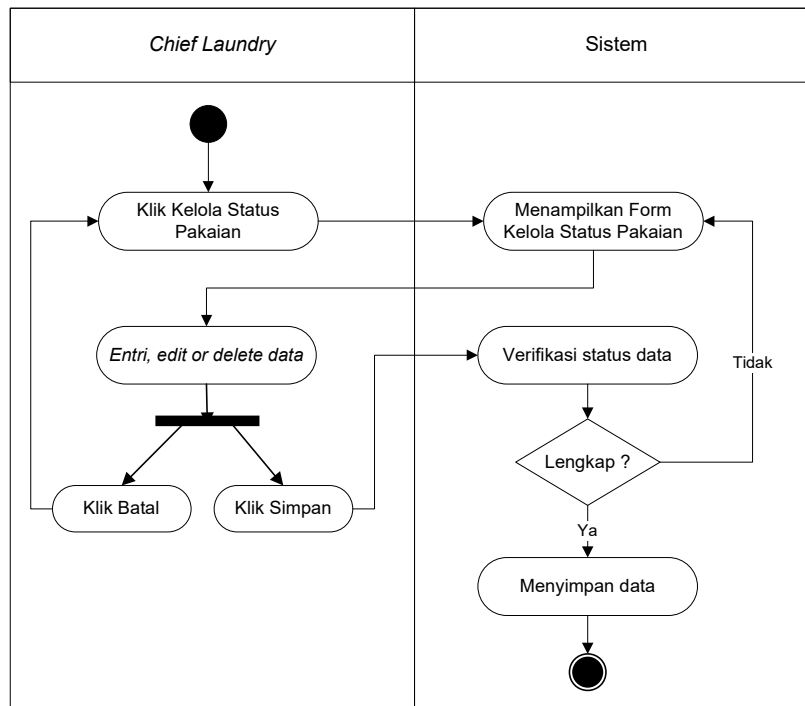 Chief Laundry
Sistem
Klik Kelola Status
Pakaian
Menampilkan Form
Kelola Status Pakaian
Entri, edit or delete data
Verifikasi status data
Tidak
Lengkap ?
Klik Batal
Klik Simpan
Ya
Menyimpan data